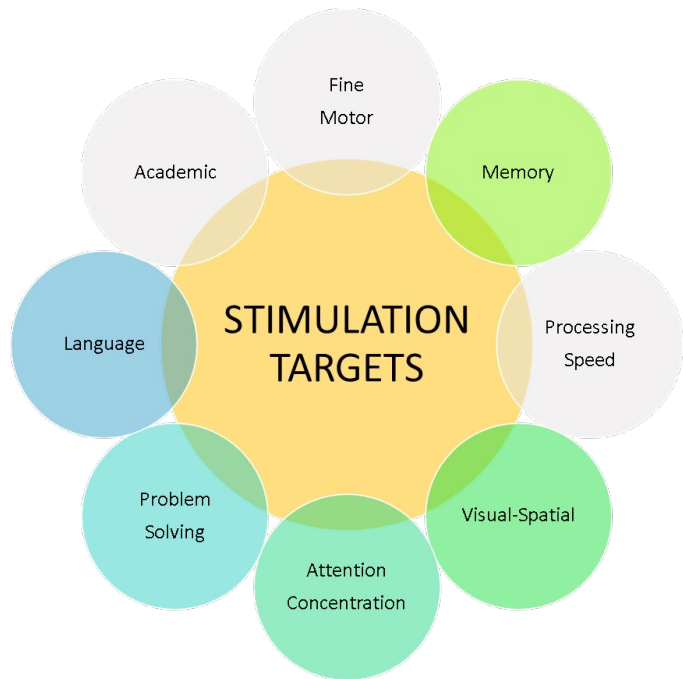 Fine
Motor
Academic
Memory
STIMULATION
TARGETS
Language
Processing
Speed
Problem
Solving
Visual-Spatial
Attention
Concentration